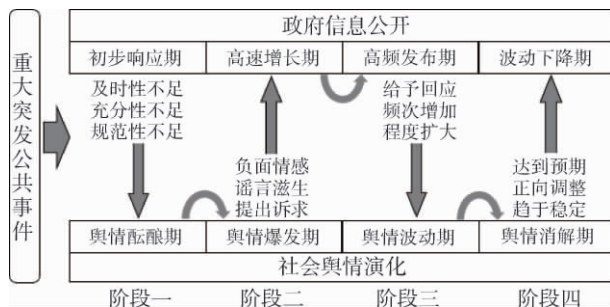 重大突发公共事件
政府信息公开
初步响应期 高速增长期 高频发布期 波动下降期
及时性不足
充分性不足
规范性不足
给予回应
频次增加
程度扩大
负面情感
谣言滋生
提出诉求
达到预期
正向调整
趋于稳定
舆情酝酿期 舆情爆发期 舆情波动期 舆情消解期
社会舆情演化
阶段一 阶段二 阶段三 阶段四